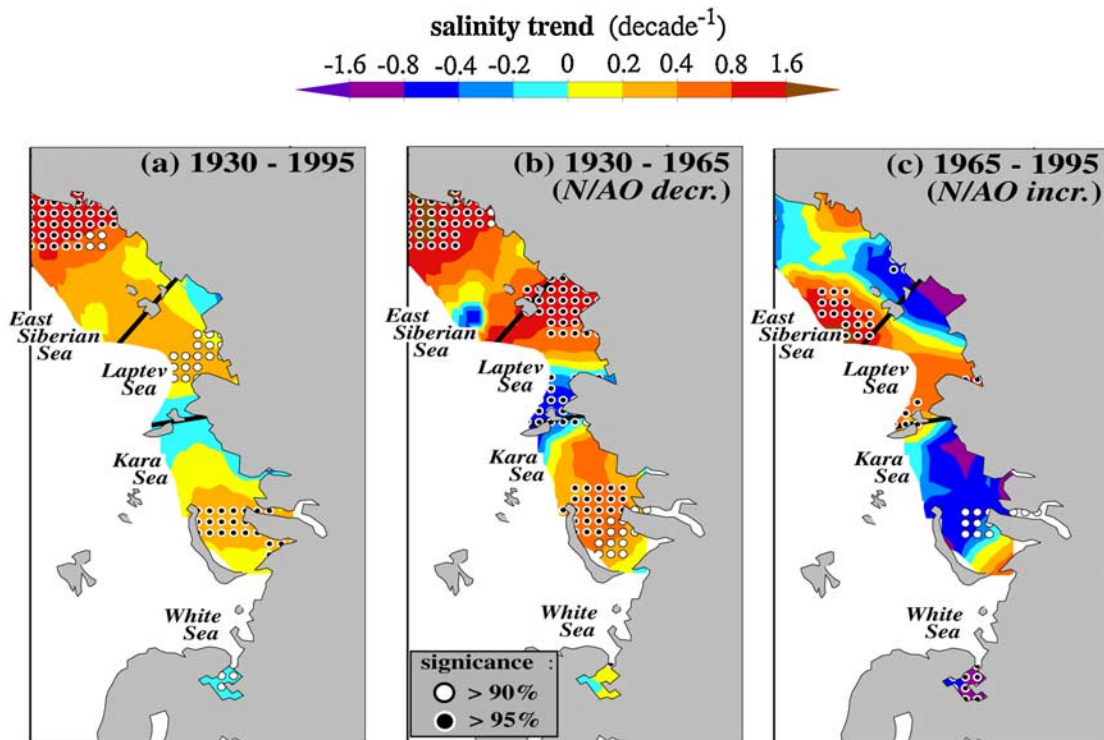 salinity trend (decade-1)
-1.6 -0.8 -0.4 -0.2 0 0.2 0.4 0.8 1.6
(a) 1930 - 1995
East
Siberian
Sea
Laptev
Sea
Kara
Sea
White
Sea
(b) 1930 - 1965
(N/AO decr.)
East
Siberian
Sea
Laptev
Sea
Kara
Sea
White
Sea
signicance :
> 90%
> 95%
(c) 1965 - 1995
(N/AO incr.)
East
Siberian
Sea
Laptev
Sea
Kara
Sea
White
Sea